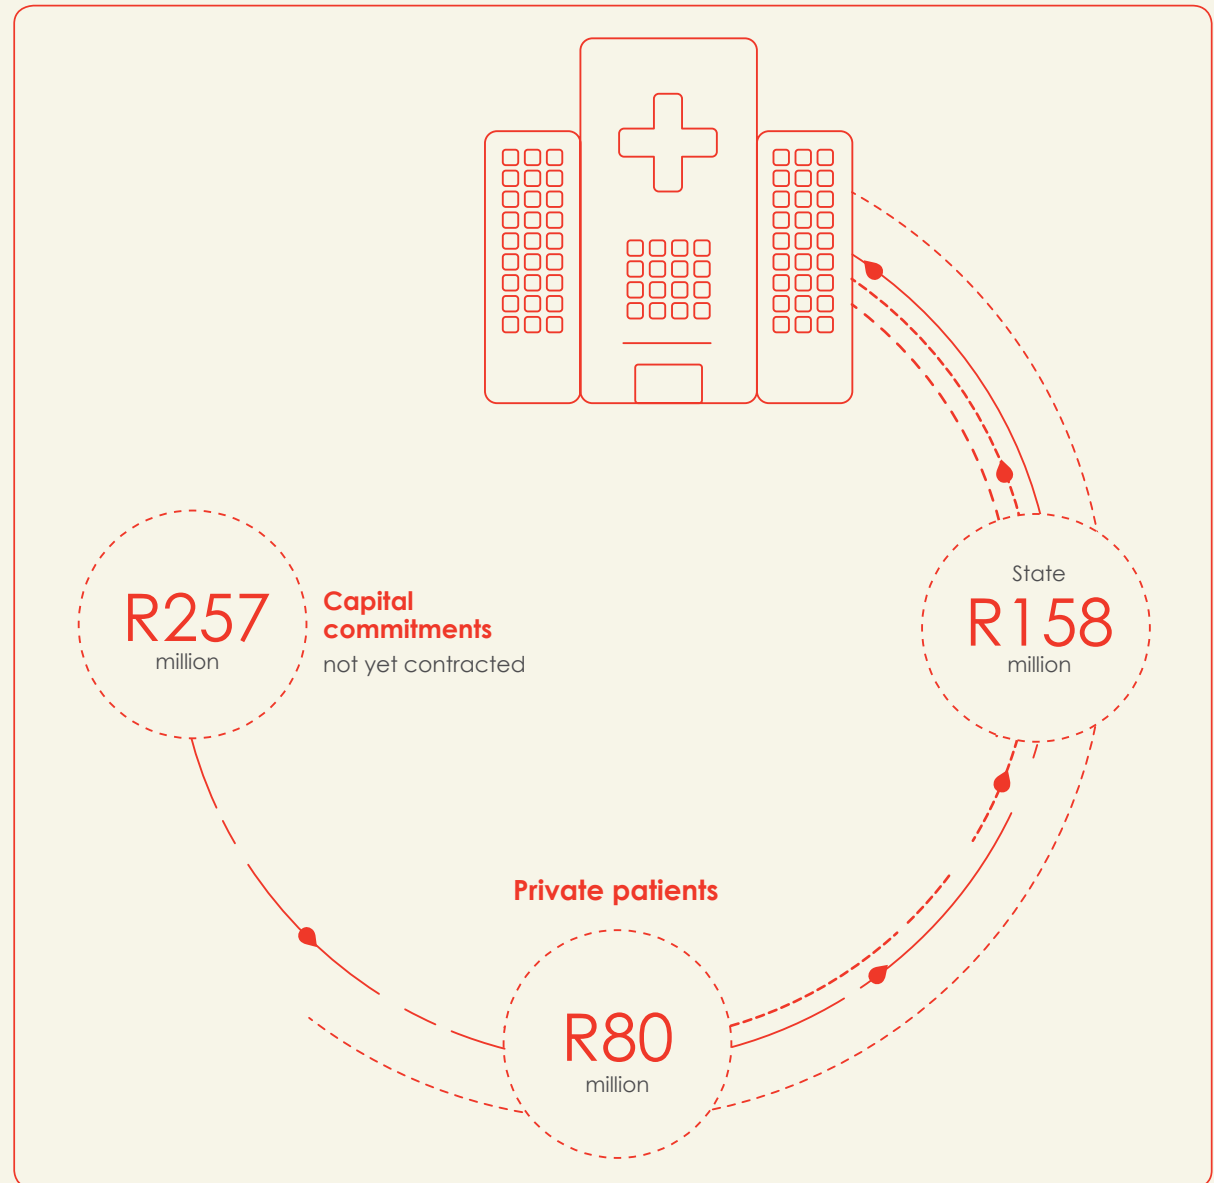 State
R158
million
R257
million
Capital
commitments
not yet contracted
Private patients
R80
million